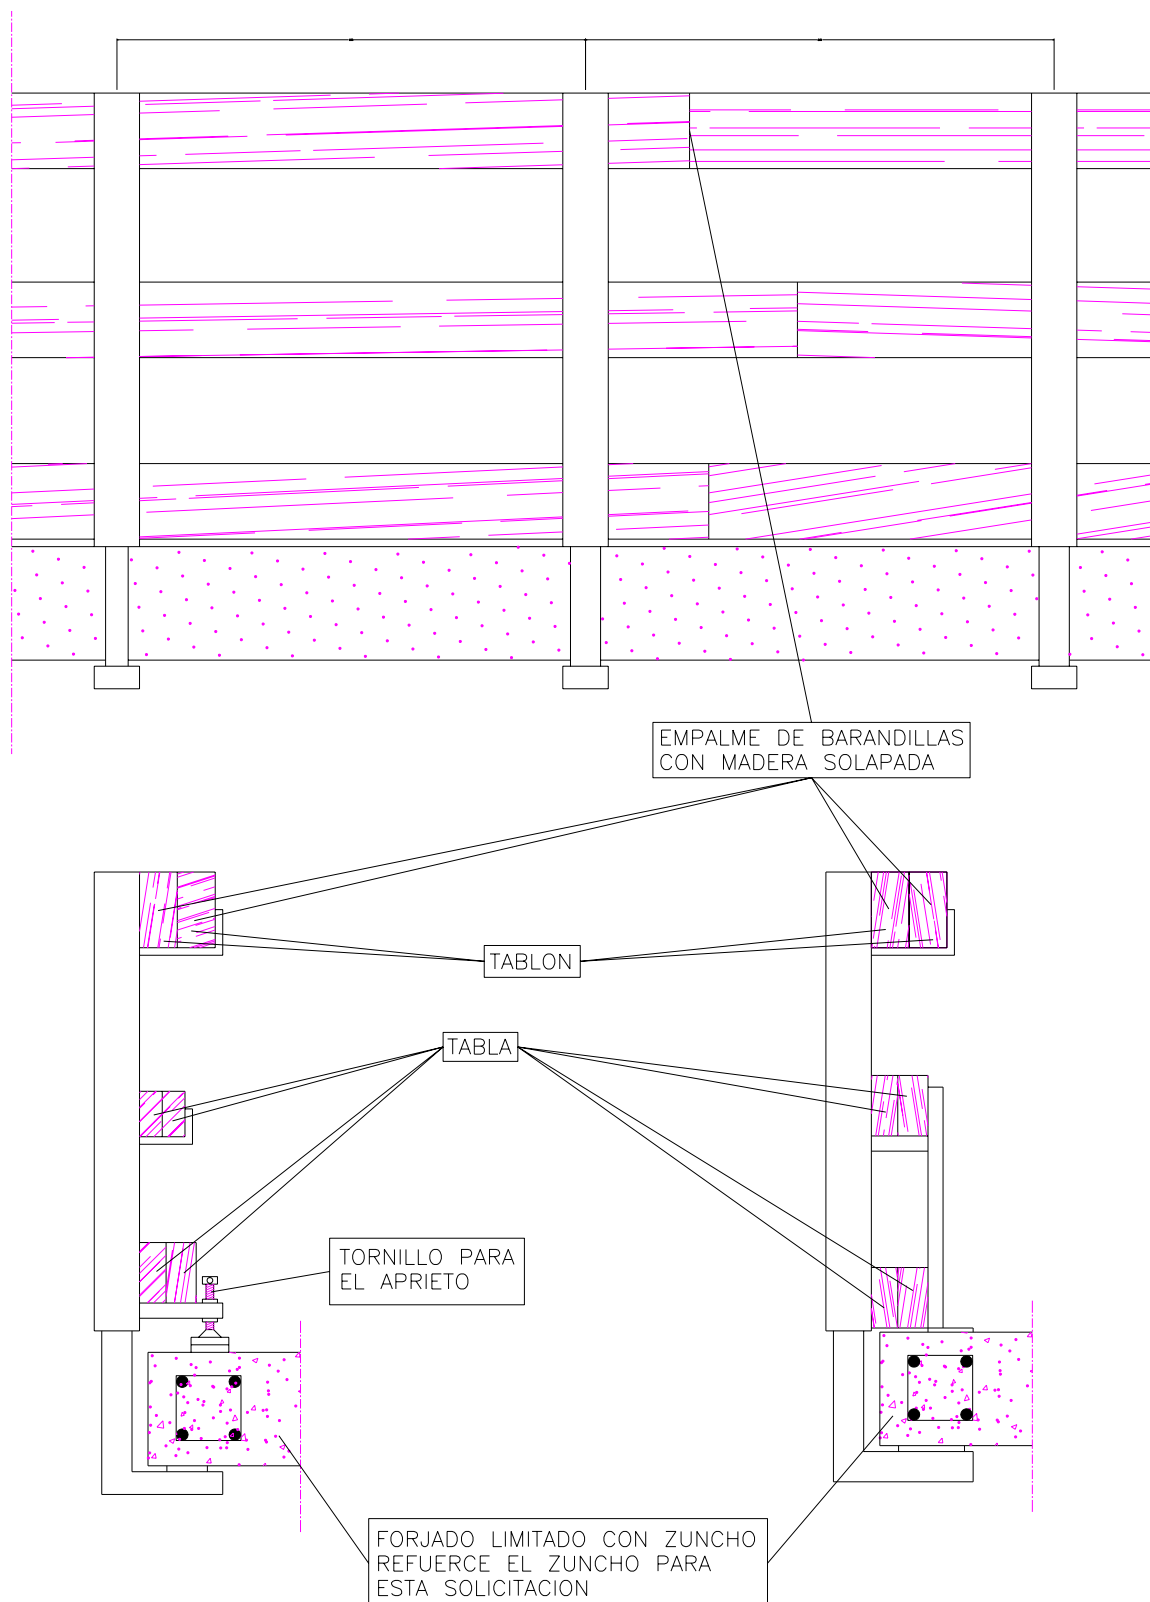 EMPALME DE BARANDILLAS
CON MADERA SOLAPADA
TABLON
TABLA
TORNILLO PARA
EL APRIETO
FORJADO LIMITADO CON ZUNCHO
REFUERCE EL ZUNCHO PARA
ESTA SOLICITACION